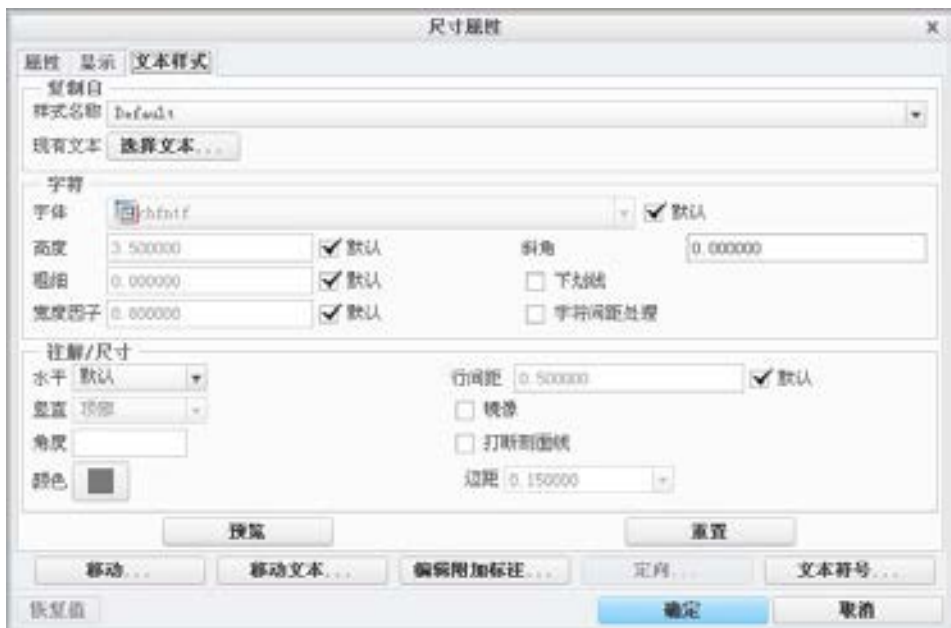 尺寸属性
属性 显示 文本样式
复制自
样式名称 Default
现有文本 选择文本...
字符
字体 chfntf 默认
高度 3.500000 默认 斜角 0.000000
粗细 0.000000 默认 下划线
宽度因子 0.800000 默认 字符间距处理
注解/尺寸
水平 默认 行间距 0.500000 默认
竖直 顶部 镜像
角度 打断剖面线
颜色 边距 0.150000
预览 重置
移动... 移动文本... 编辑附加标注... 定向... 文本符号...
恢复值 确定 取消